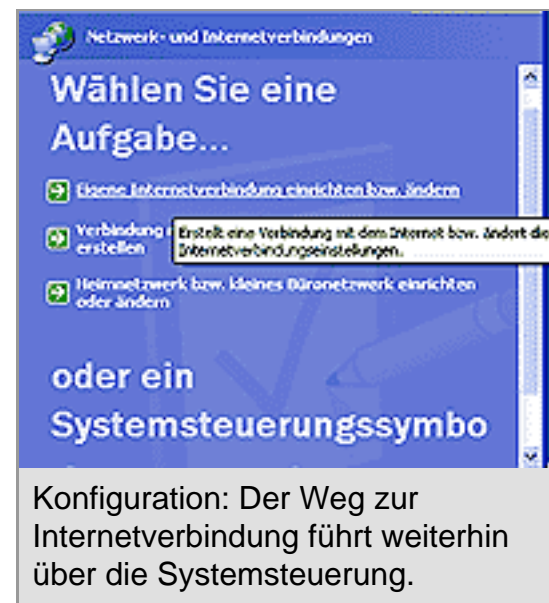 Netzwerk- und Internetverbindungen
Wählen Sie eine
Aufgabe...
Eigene Internetverbindung einrichten bzw. ändern
Verbindung
erstellen
Erstellt eine Verbindung mit dem Internet bzw. ändert die
Internetverbindungseinstellungen.
Heimnetzwerk bzw. kleines Büronetzwerk einrichten
oder ändern
oder ein
Systemsteuerungssymbo
Konfiguration: Der Weg zur
Internetverbindung führt weiterhin
über die Systemsteuerung.